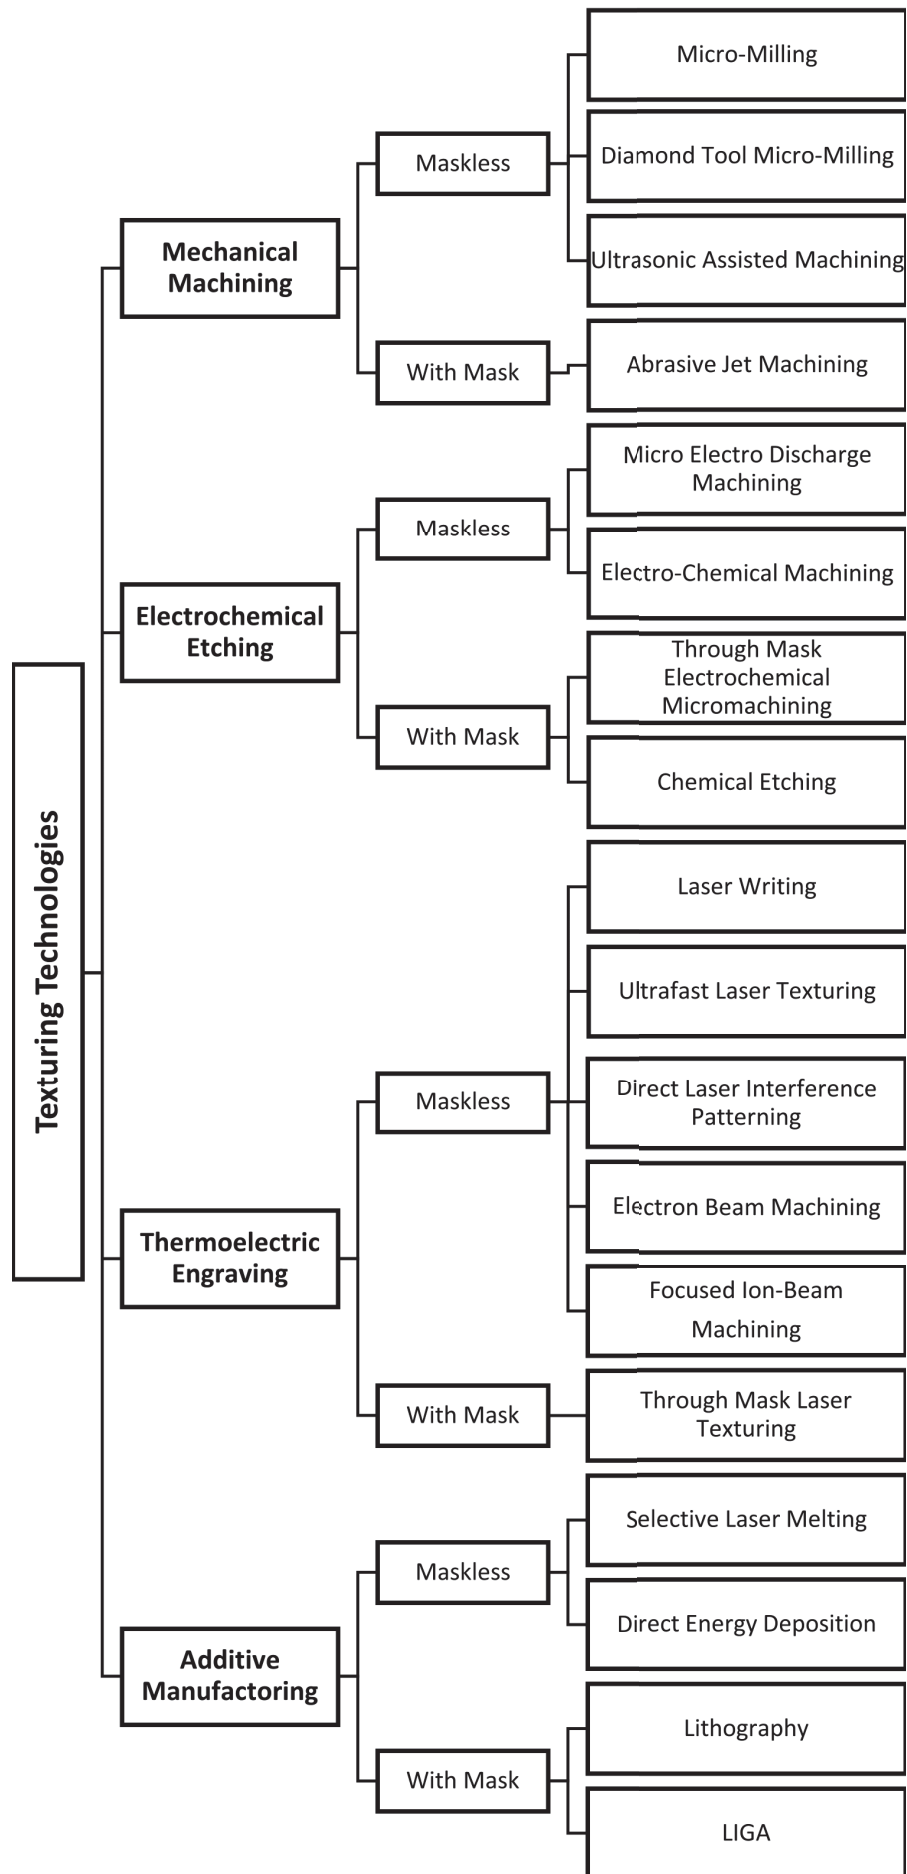 Texturing Technologies
Mechanical
Machining
Maskless
Micro-Milling
Diamond Tool Micro-Milling
Ultrasonic Assisted Machining
With Mask
Abrasive Jet Machining
Electrochemical
Etching
Maskless
Micro Electro Discharge
Machining
Electro-Chemical Machining
With Mask
Through Mask
Electrochemical
Micromachining
Chemical Etching
Thermoelectric
Engraving
Maskless
Laser Writing
Ultrafast Laser Texturing
Direct Laser Interference
Patterning
Electron Beam Machining
Focused Ion-Beam
Machining
With Mask
Through Mask Laser
Texturing
Additive
Manufactoring
Maskless
Selective Laser Melting
Direct Energy Deposition
With Mask
Lithography
LIGA